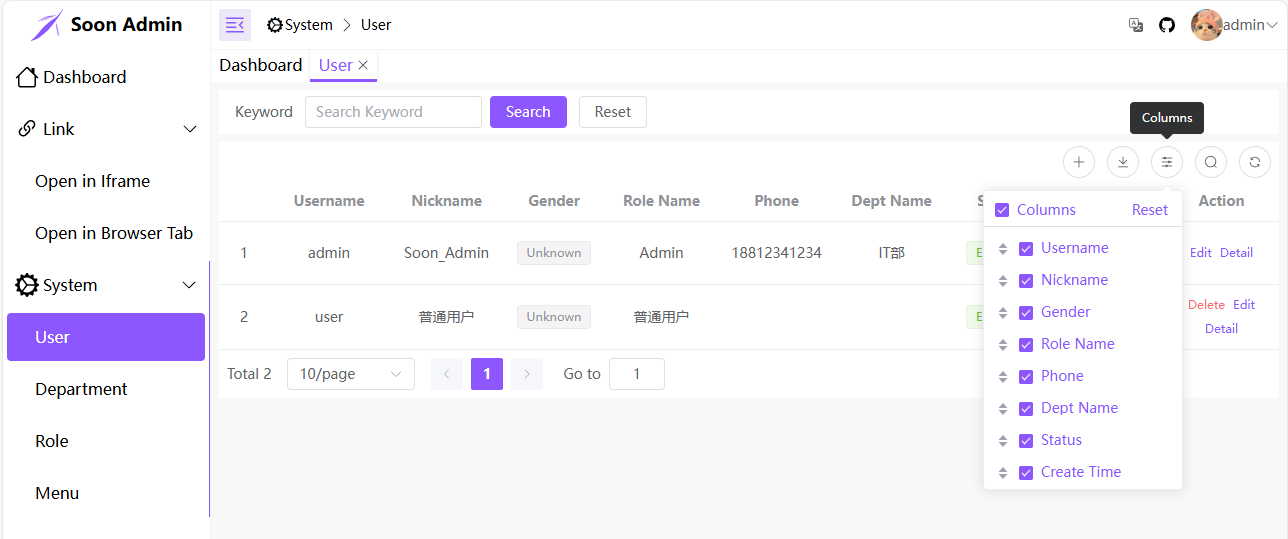 Soon Admin
System > User
admin
Dashboard
Link
Open in Iframe
Open in Browser Tab
System
User
Department
Role
Menu
Dashboard User
Keyword Search Keyword Search Reset
Columns
Username Nickname Gender Role Name Phone Dept Name S Action
1 admin Soon_Admin Unknown Admin 18812341234 IT部 E Edit Detail
2 user 普通用户 Unknown 普通用户 E Delete Edit
Detail
Total 2 10/page 1 Go to 1
Columns Reset
Username
Nickname
Gender
Role Name
Phone
Dept Name
Status
Create Time